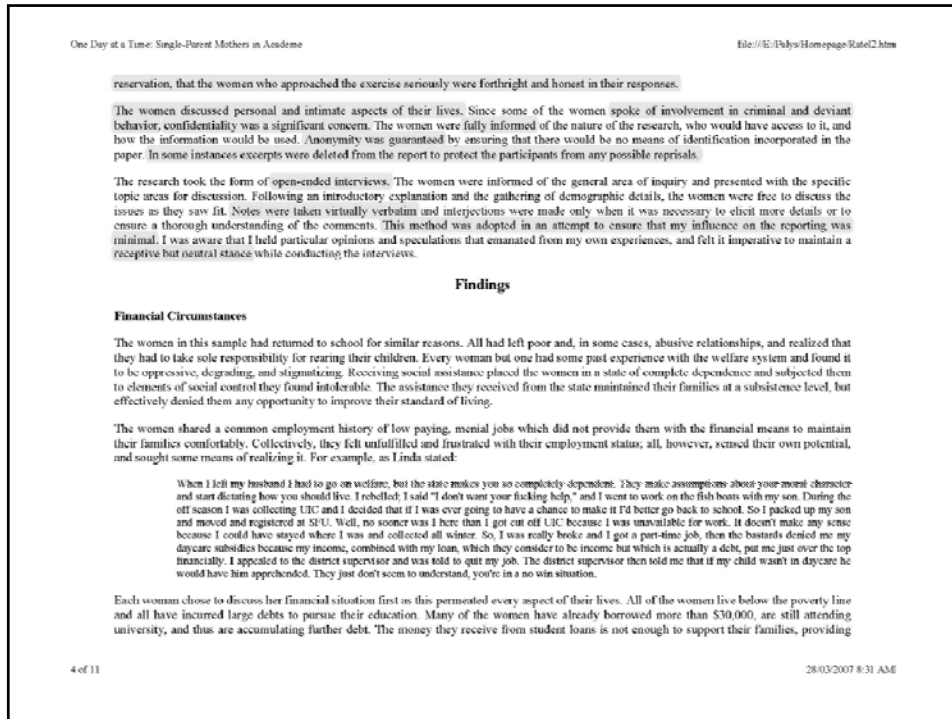 One Day at a Time: Single-Parent Mothers in Academe
file:///E:/Palys/Homepage/Ratel2.htm
reservation, that the women who approached the exercise seriously were forthright and honest in their responses.
The women discussed personal and intimate aspects of their lives. Since some of the women spoke of involvement in criminal and deviant
behavior, confidentiality was a significant concern. The women were fully informed of the nature of the research, who would have access to it, and
how the information would be used. Anonymity was guaranteed by ensuring that there would be no means of identification incorporated in the
paper. In some instances excerpts were deleted from the report to protect the participants from any possible reprisals.
The research took the form of open-ended interviews. The women were informed of the general area of inquiry and presented with the specific
topic areas for discussion. Following an introductory explanation and the gathering of demographic details, the women were free to discuss the
issues as they saw fit. Notes were taken virtually verbatim and interjections were made only when it was necessary to elicit more details or to
ensure a thorough understanding of the comments. This method was adopted in an attempt to ensure that my influence on the reporting was
minimal. I was aware that I held particular opinions and speculations that emanated from my own experiences, and felt it imperative to maintain a
receptive but neutral stance while conducting the interviews.
Findings
Financial Circumstances
The women in this sample had returned to school for similar reasons. All had left poor and, in some cases, abusive relationships, and realized that
they had to take sole responsibility for rearing their children. Every woman but one had some past experience with the welfare system and found it
to be oppressive, degrading, and stigmatizing. Receiving social assistance placed the women in a state of complete dependence and subjected them
to elements of social control they found intolerable. The assistance they received from the state maintained their families at a subsistence level, but
effectively denied them any opportunity to improve their standard of living.
The women shared a common employment history of low paying, menial jobs which did not provide them with the financial means to maintain
their families comfortably. Collectively, they felt unfulfilled and frustrated with their employment status; all, however, sensed their own potential,
and sought some means of realizing it. For example, as Linda stated:
When I left my husband I had to go on welfare, but the state makes you so completely dependent. They make assumptions about your moral character
and start dictating how you should live. I rebelled; I said "I don't want your fucking help," and I went to work on the fish boats with my son. During the
off season I was collecting UIC and I decided that if I was ever going to have a chance to make it I'd better go back to school. So I packed up my son
and moved and registered at SFU. Well, no sooner was I here than I got cut off UIC because I was unavailable for work. It doesn't make any sense
because I could have stayed where I was and collected all winter. So, I was really broke and I got a part-time job, then the bastards denied me my
daycare subsidies because my income, combined with my loan, which they consider to be income but which is actually a debt, put me just over the top
financially. I appealed to the district supervisor and was told to quit my job. The district supervisor then told me that if my child wasn't in daycare he
would have him apprehended. They just don't seem to understand, you're in a no win situation.
Each woman chose to discuss her financial situation first as this permeated every aspect of their lives. All of the women live below the poverty line
and all have incurred large debts to pursue their education. Many of the women have already borrowed more than $30,000, are still attending
university, and thus are accumulating further debt. The money they receive from student loans is not enough to support their families, providing
4 of 11
28/03/2007 8:31 AM